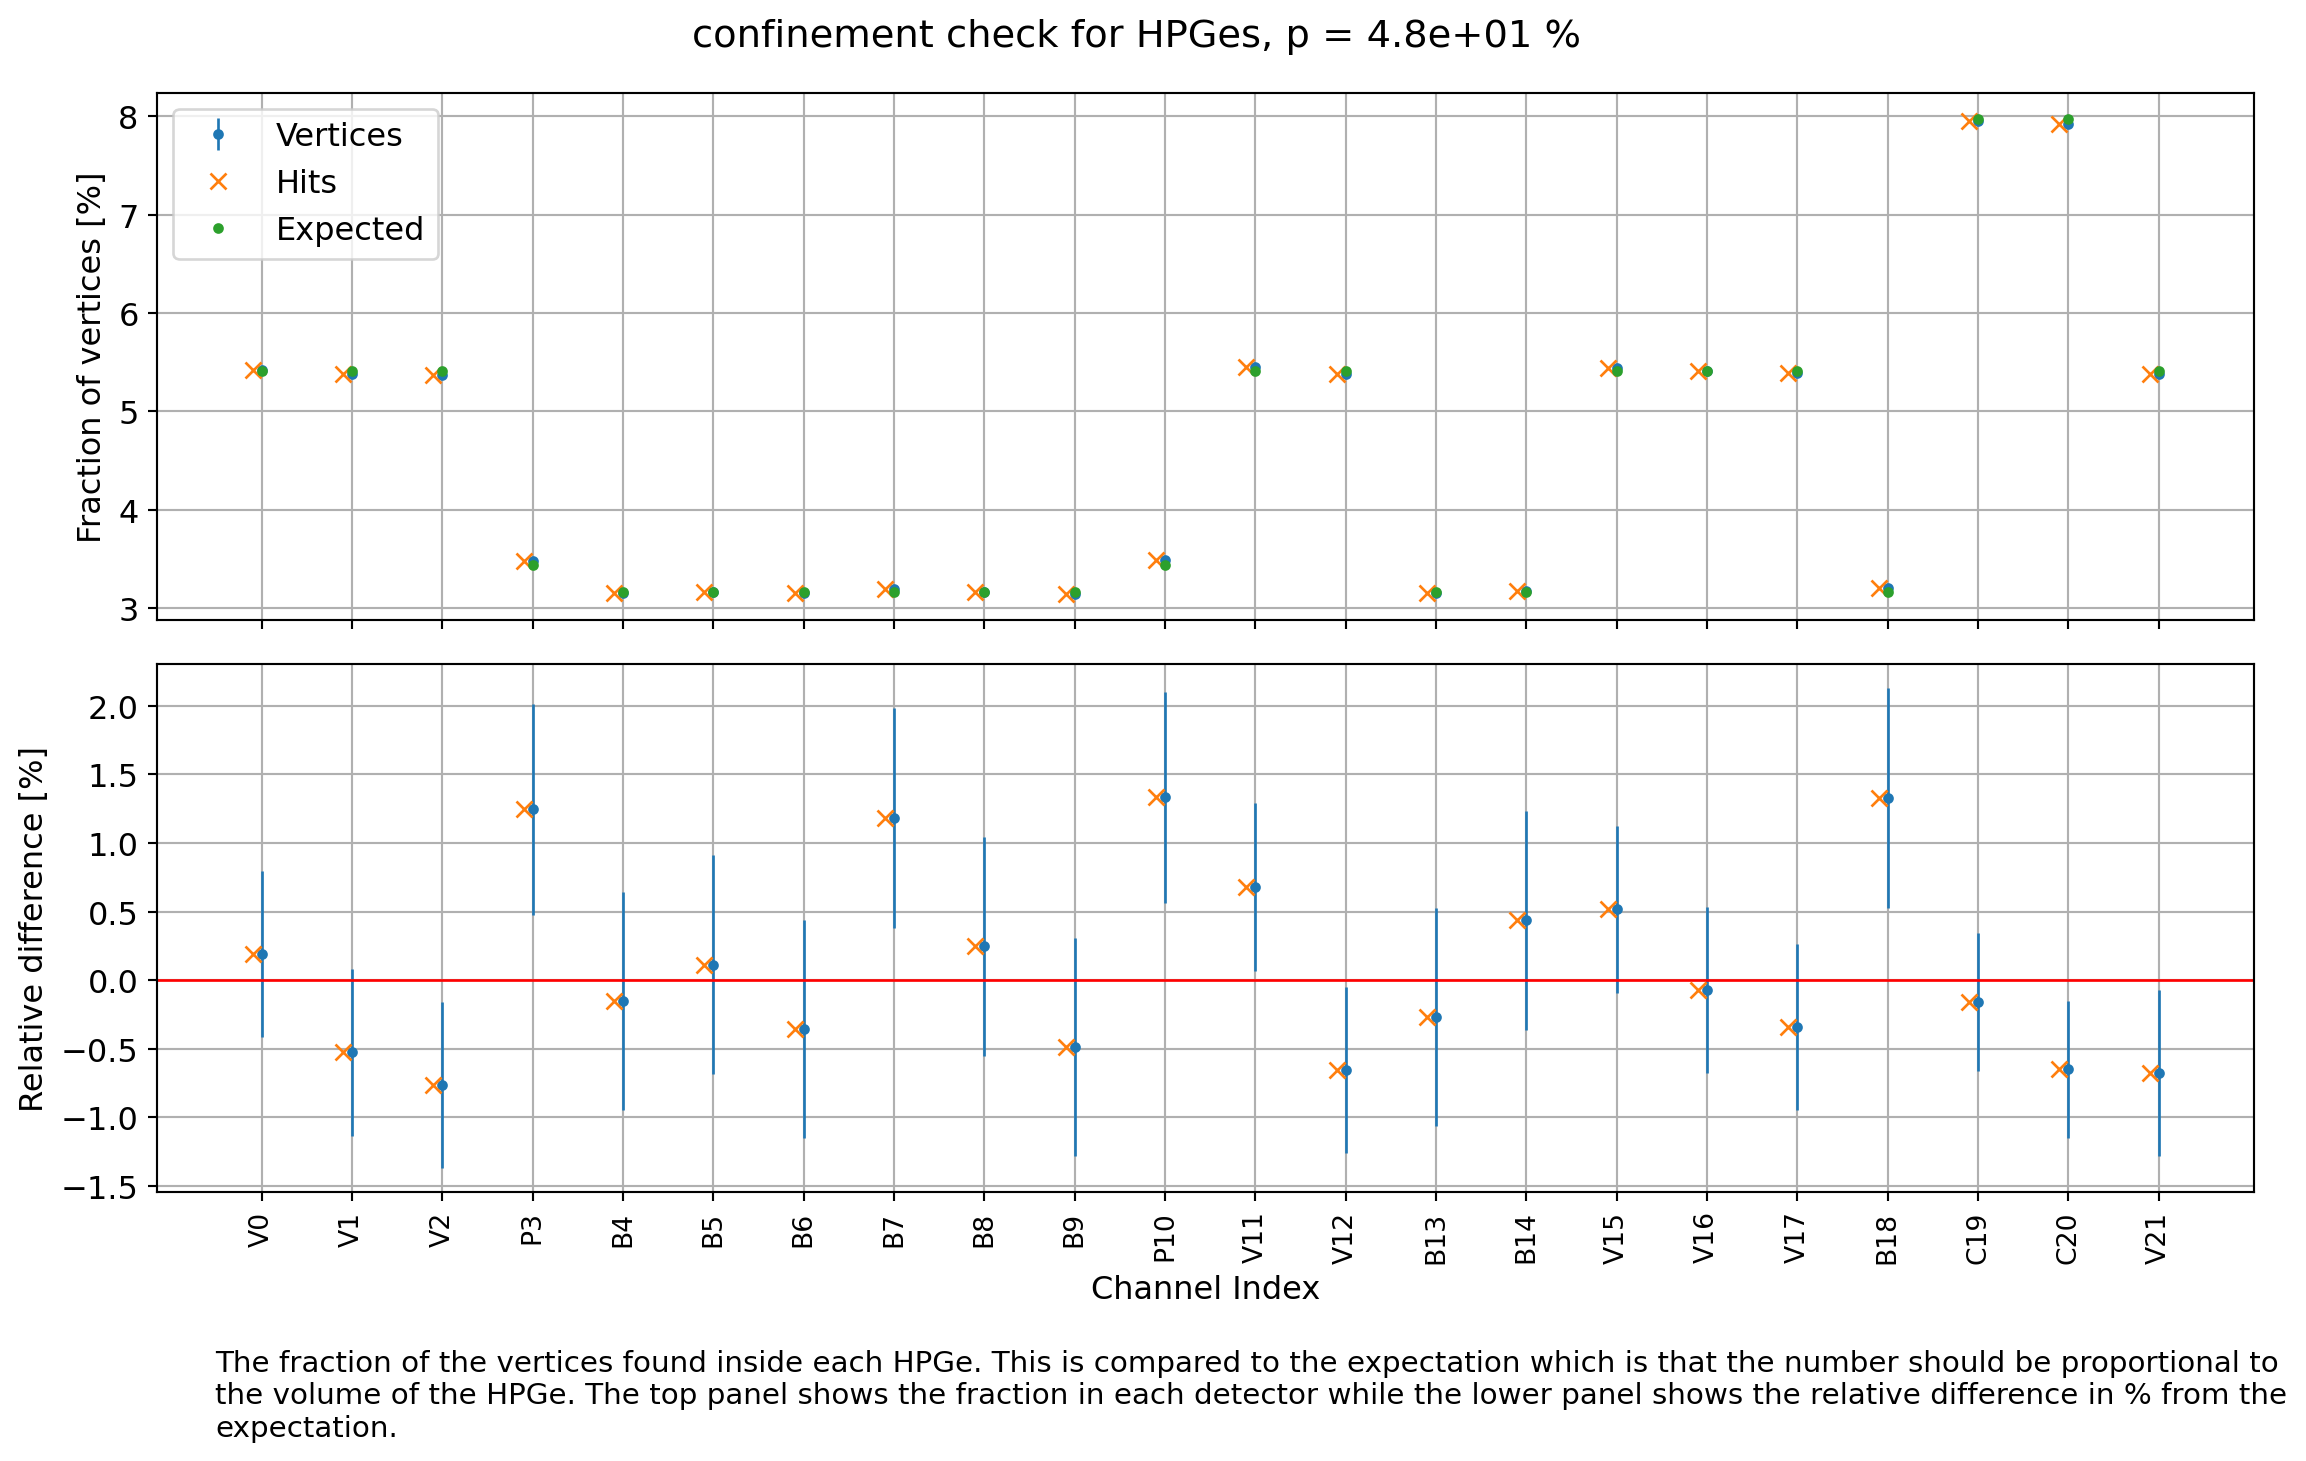 confinement check for HPGes, p = 4.8e+01 %
Vertices
Hits
Expected
Fraction of vertices [%]
8
7
6
5
4
3
Relative difference [%]
2.0
1.5
1.0
0.5
0.0
−0.5
−1.0
−1.5
V0 V1 V2 P3 B4 B5 B6 B7 B8 B9 P10 V11 V12 B13 B14 V15 V16 V17 B18 C19 C20 V21
Channel Index
The fraction of the vertices found inside each HPGe. This is compared to the expectation which is that the number should be proportional to
the volume of the HPGe. The top panel shows the fraction in each detector while the lower panel shows the relative difference in % from the
expectation.